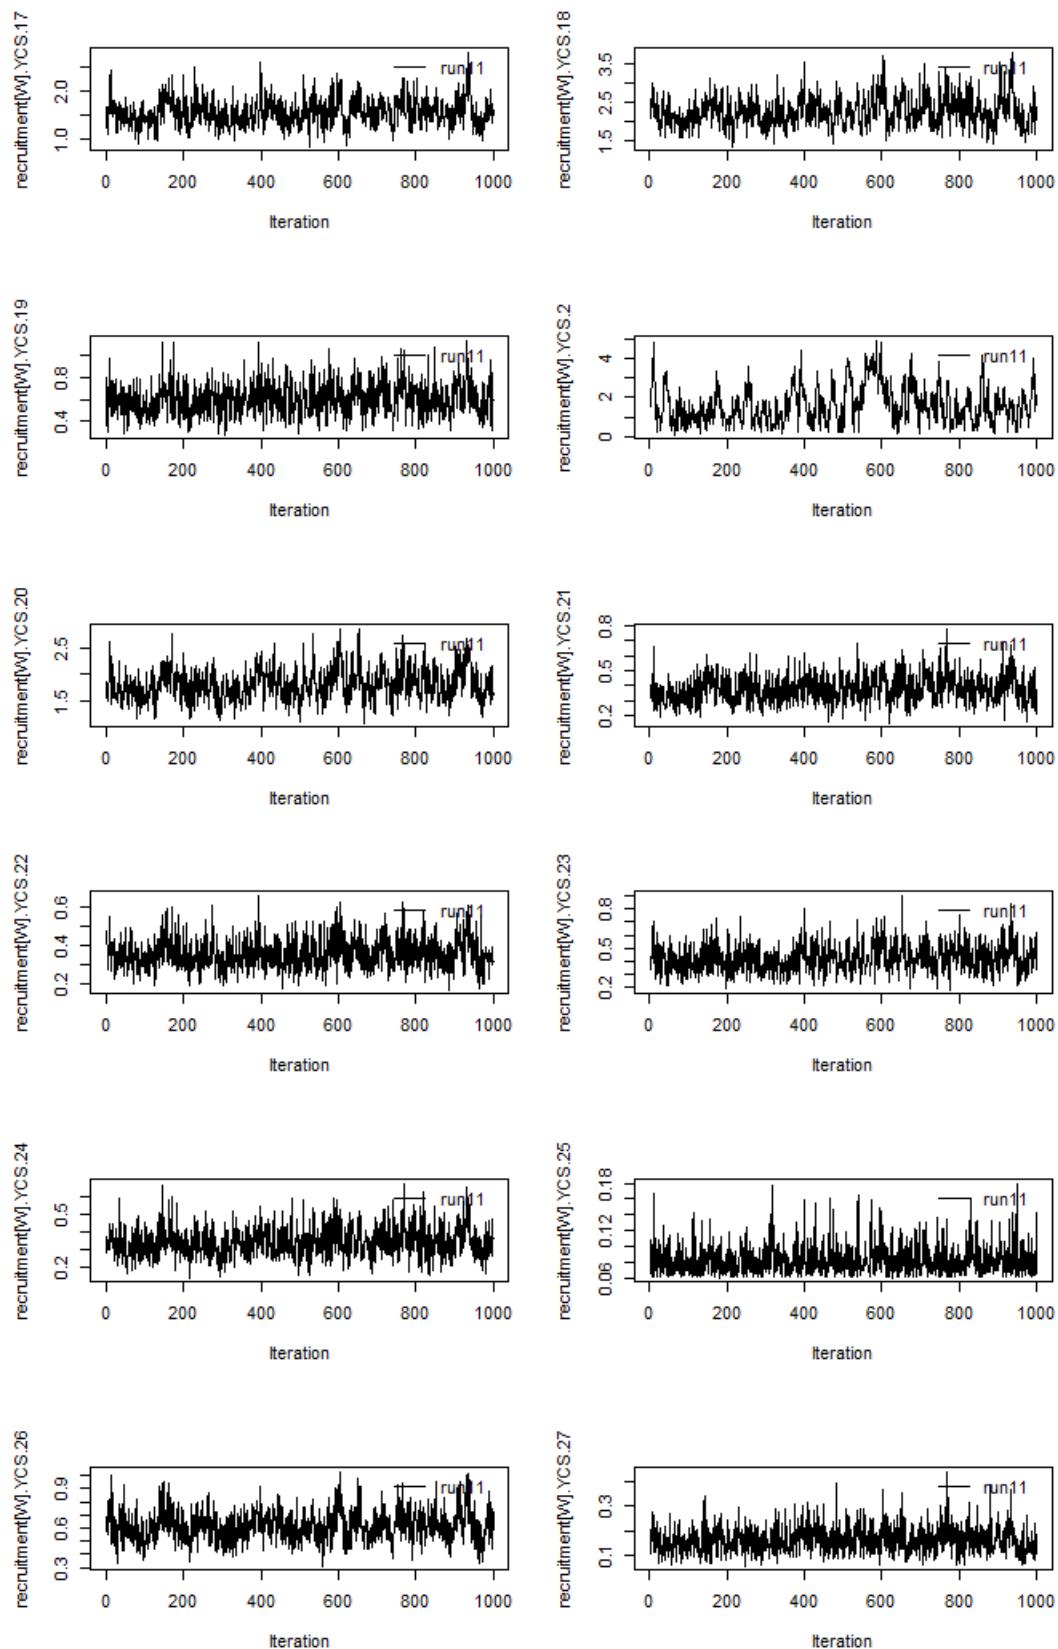 recruitment[W].YCS.17
1.0 2.0
run11
0 200 400 600 800 1000
Iteration
recruitment[W].YCS.18
1.5 2.5 3.5
run11
0 200 400 600 800 1000
Iteration
recruitment[W].YCS.19
0.4 0.8
run11
0 200 400 600 800 1000
Iteration
recruitment[W].YCS.2
0 2 4
run11
0 200 400 600 800 1000
Iteration
recruitment[W].YCS.20
1.5 2.5
run11
0 200 400 600 800 1000
Iteration
recruitment[W].YCS.21
0.2 0.5 0.8
run11
0 200 400 600 800 1000
Iteration
recruitment[W].YCS.22
0.2 0.4 0.6
run11
0 200 400 600 800 1000
Iteration
recruitment[W].YCS.23
0.2 0.5 0.8
run11
0 200 400 600 800 1000
Iteration
recruitment[W].YCS.24
0.2 0.5
run11
0 200 400 600 800 1000
Iteration
recruitment[W].YCS.25
0.06 0.12 0.18
run11
0 200 400 600 800 1000
Iteration
recruitment[W].YCS.26
0.3 0.6 0.9
run11
0 200 400 600 800 1000
Iteration
recruitment[W].YCS.27
0.1 0.3
run11
0 200 400 600 800 1000
Iteration